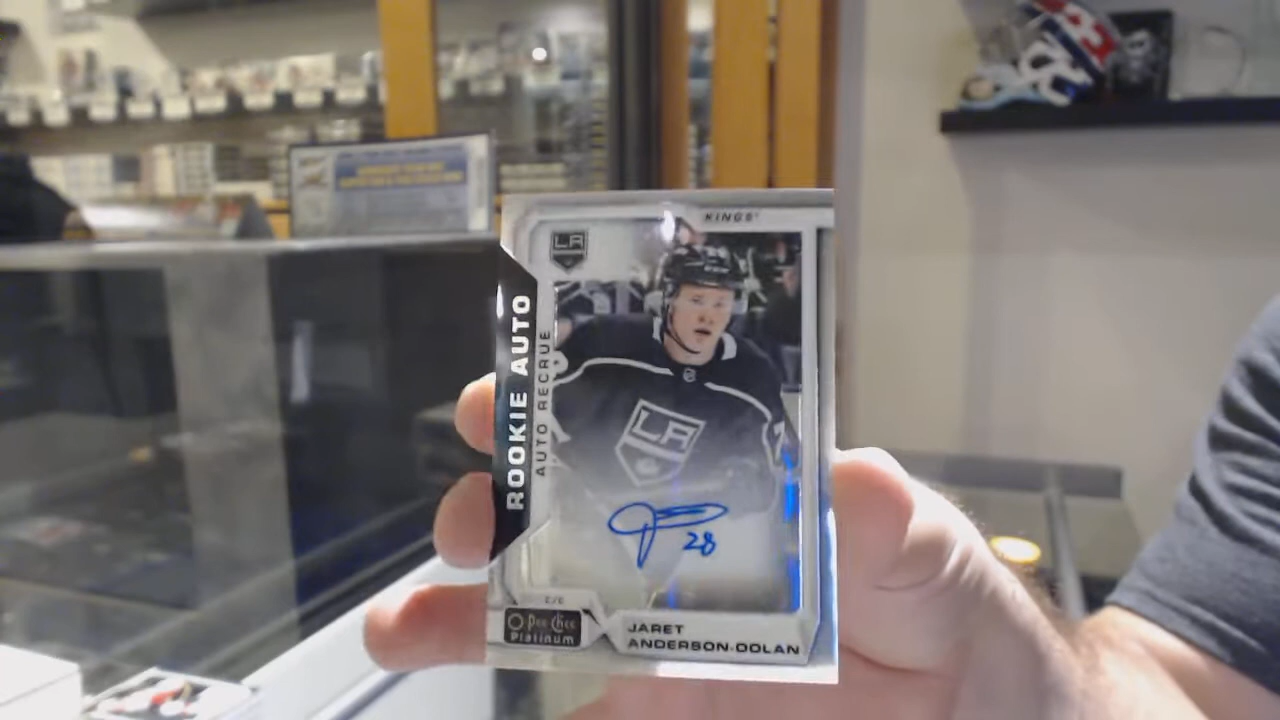 KINGS
LA
ROOKIE AUTO
AUTO RECRUE
LA
28
C/C
O-Pee-Chee
Platinum
JARET
ANDERSON-DOLAN